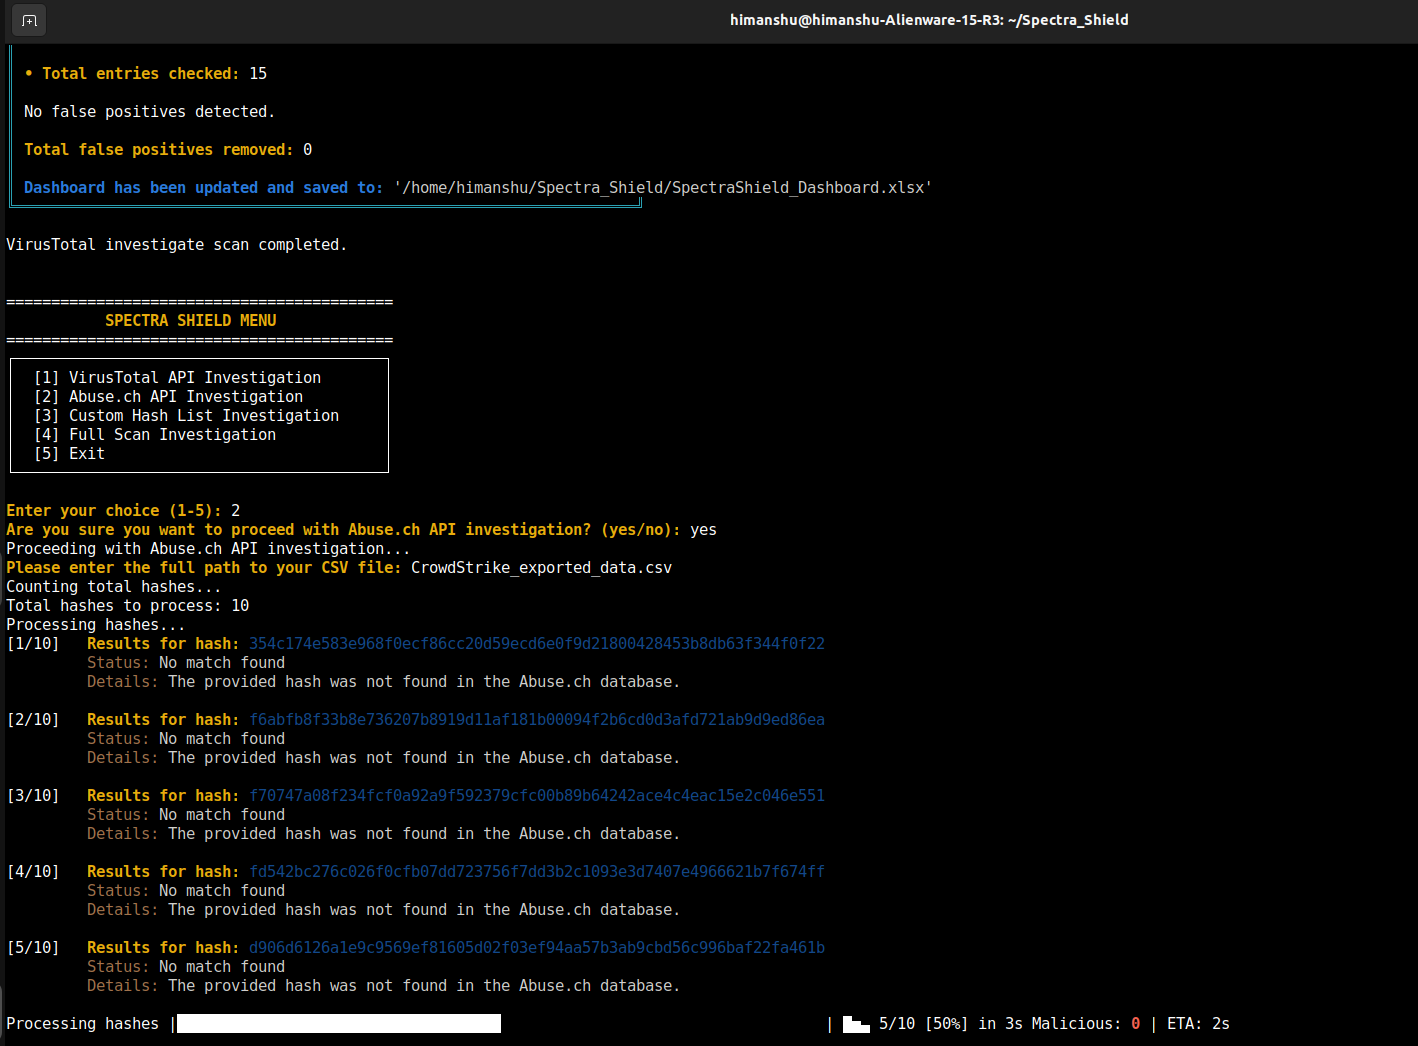 himanshu@himanshu-Alienware-15-R3: ~/Spectra_Shield
• Total entries checked: 15
No false positives detected.
Total false positives removed: 0
Dashboard has been updated and saved to: '/home/himanshu/Spectra_Shield/SpectraShield_Dashboard.xlsx'
VirusTotal investigate scan completed.
===========================================
SPECTRA SHIELD MENU
===========================================
[1] VirusTotal API Investigation
[2] Abuse.ch API Investigation
[3] Custom Hash List Investigation
[4] Full Scan Investigation
[5] Exit
Enter your choice (1-5): 2
Are you sure you want to proceed with Abuse.ch API investigation? (yes/no): yes
Proceeding with Abuse.ch API investigation...
Please enter the full path to your CSV file: CrowdStrike_exported_data.csv
Counting total hashes...
Total hashes to process: 10
Processing hashes...
[1/10] Results for hash: 354c174e583e968f0ecf86cc20d59ecd6e0f9d21800428453b8db63f344f0f22
Status: No match found
Details: The provided hash was not found in the Abuse.ch database.
[2/10] Results for hash: f6abfb8f33b8e736207b8919d11af181b00094f2b6cd0d3afd721ab9d9ed86ea
Status: No match found
Details: The provided hash was not found in the Abuse.ch database.
[3/10] Results for hash: f70747a08f234fcf0a92a9f592379cfc00b89b64242ace4c4eac15e2c046e551
Status: No match found
Details: The provided hash was not found in the Abuse.ch database.
[4/10] Results for hash: fd542bc276c026f0cfb07dd723756f7dd3b2c1093e3d7407e4966621b7f674ff
Status: No match found
Details: The provided hash was not found in the Abuse.ch database.
[5/10] Results for hash: d906d6126a1e9c9569ef81605d02f03ef94aa57b3ab9cbd56c996baf22fa461b
Status: No match found
Details: The provided hash was not found in the Abuse.ch database.
Processing hashes | | 5/10 [50%] in 3s Malicious: 0 | ETA: 2s